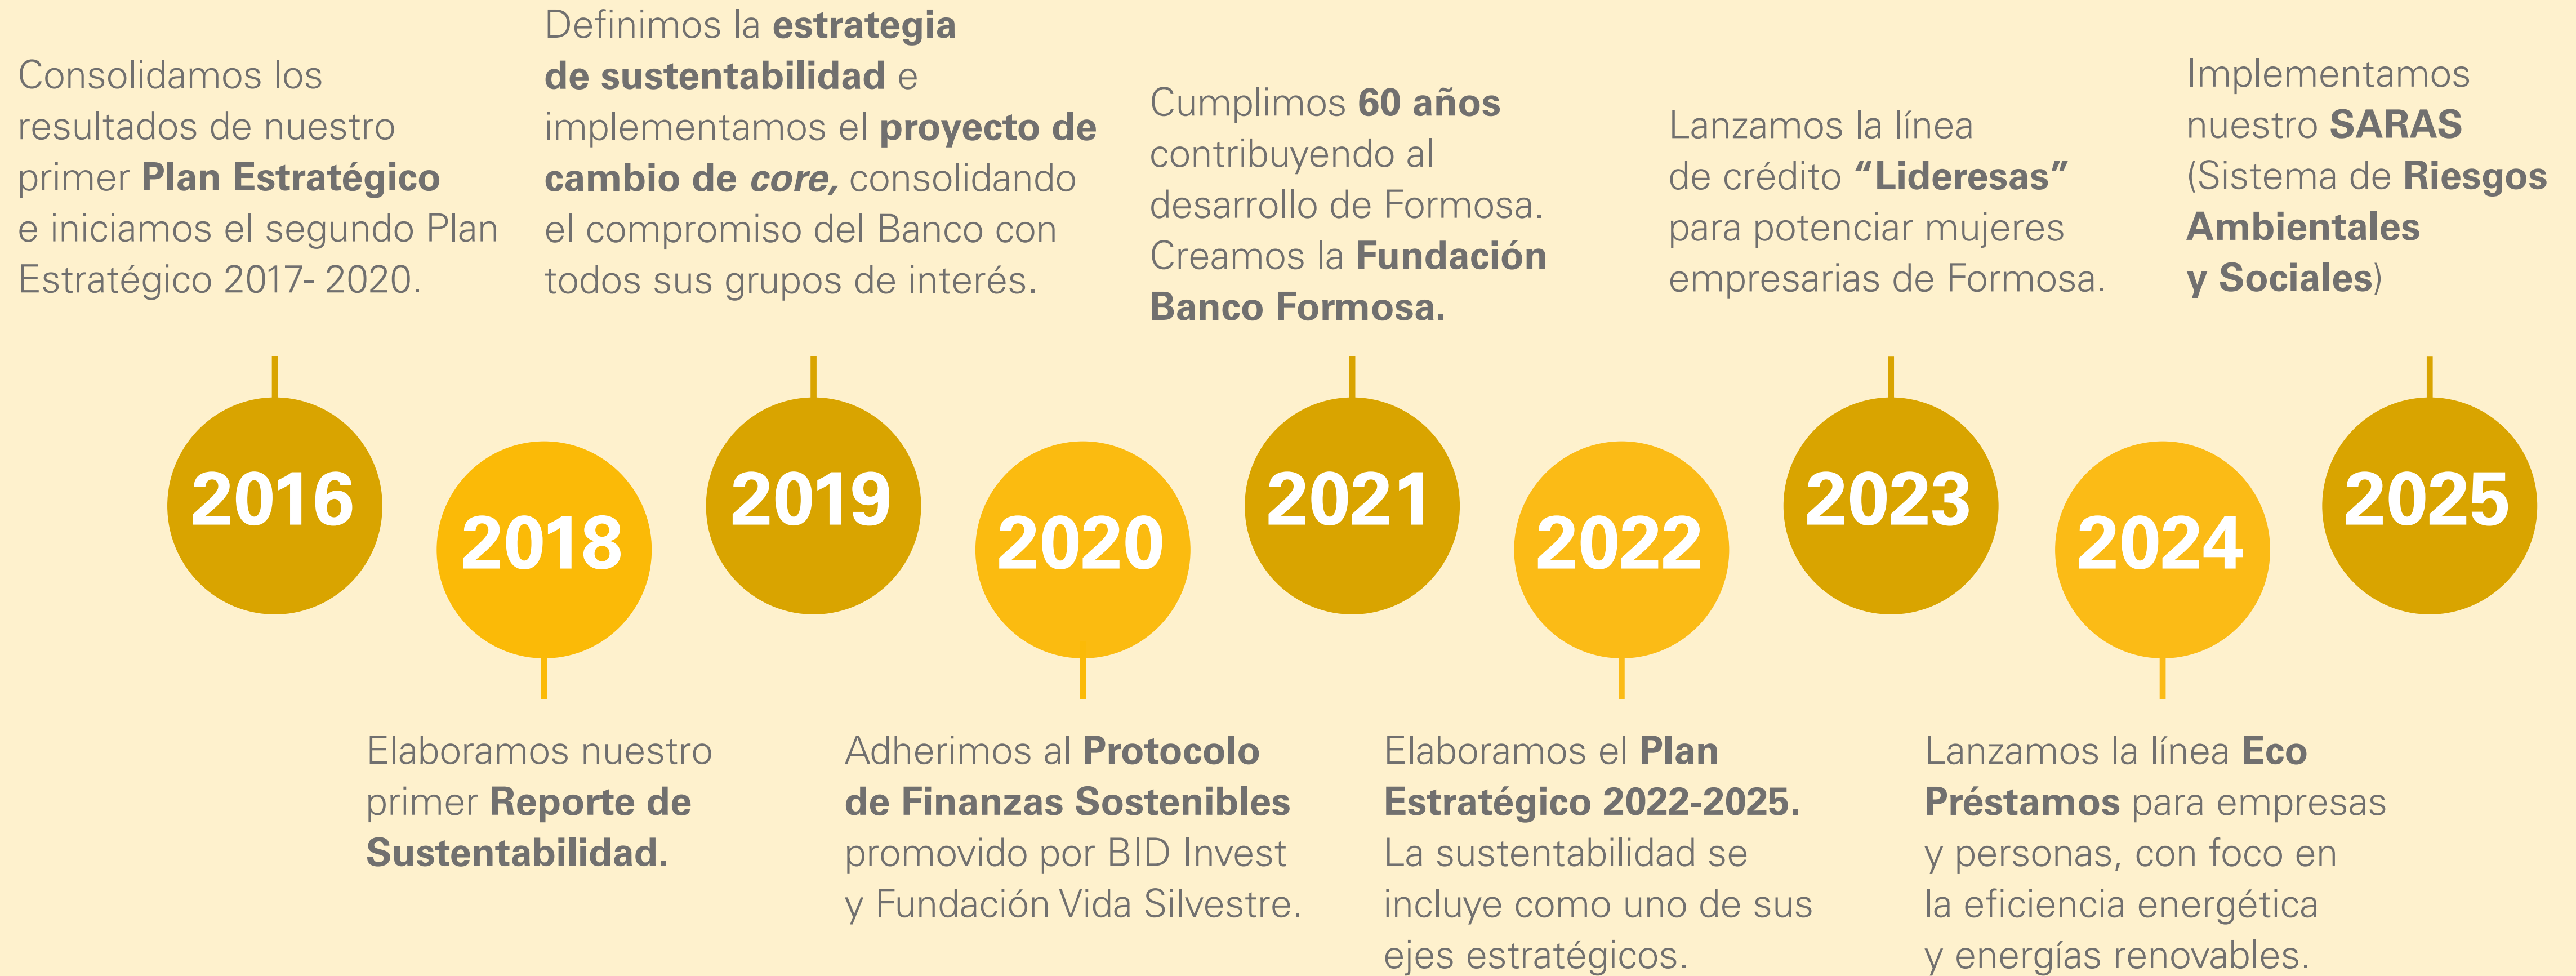 Consolidamos los
resultados de nuestro
primer Plan Estratégico
e iniciamos el segundo Plan
Estratégico 2017- 2020.
Definimos la estrategia
de sustentabilidad e
implementamos el proyecto de
cambio de core, consolidando
el compromiso del Banco con
todos sus grupos de interés.
Cumplimos 60 años
contribuyendo al
desarrollo de Formosa.
Creamos la Fundación
Banco Formosa.
Lanzamos la línea
de crédito “Lideresas”
para potenciar mujeres
empresarias de Formosa.
Implementamos
nuestro SARAS
(Sistema de Riesgos
Ambientales
y Sociales)
2016
2018
2019
2020
2021
2022
2023
2024
2025
Elaboramos nuestro
primer Reporte de
Sustentabilidad.
Adherimos al Protocolo
de Finanzas Sostenibles
promovido por BID Invest
y Fundación Vida Silvestre.
Elaboramos el Plan
Estratégico 2022-2025.
La sustentabilidad se
incluye como uno de sus
ejes estratégicos.
Lanzamos la línea Eco
Préstamos para empresas
y personas, con foco en
la eficiencia energética
y energías renovables.